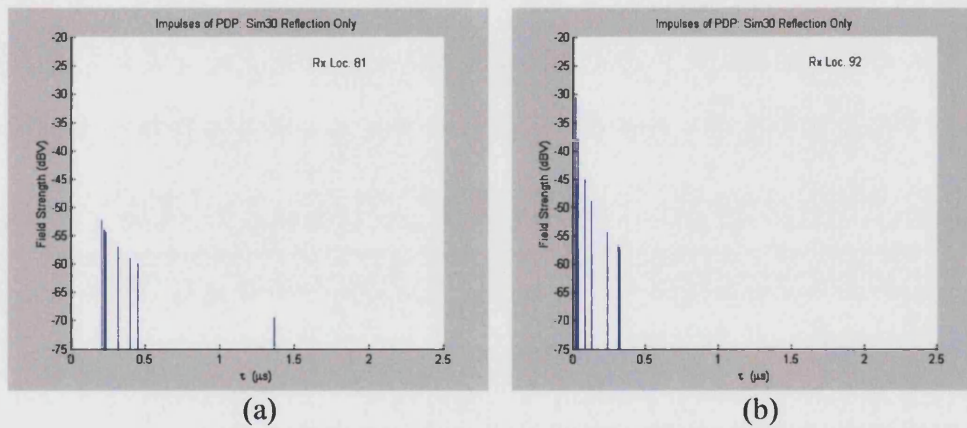 Impulses of PDP: Sim30 Reflection Only
-20
-25
-30
-35
-40
-45
-50
-55
-60
-65
-70
-75
Field Strength (dBV)
Rx Loc. 81
0 0.5 1 1.5 2 2.5
τ (μs)
(a)
Impulses of PDP: Sim30 Reflection Only
-20
-25
-30
-35
-40
-45
-50
-55
-60
-65
-70
-75
Field Strength (dBV)
Rx Loc. 92
0 0.5 1 1.5 2 2.5
τ (μs)
(b)